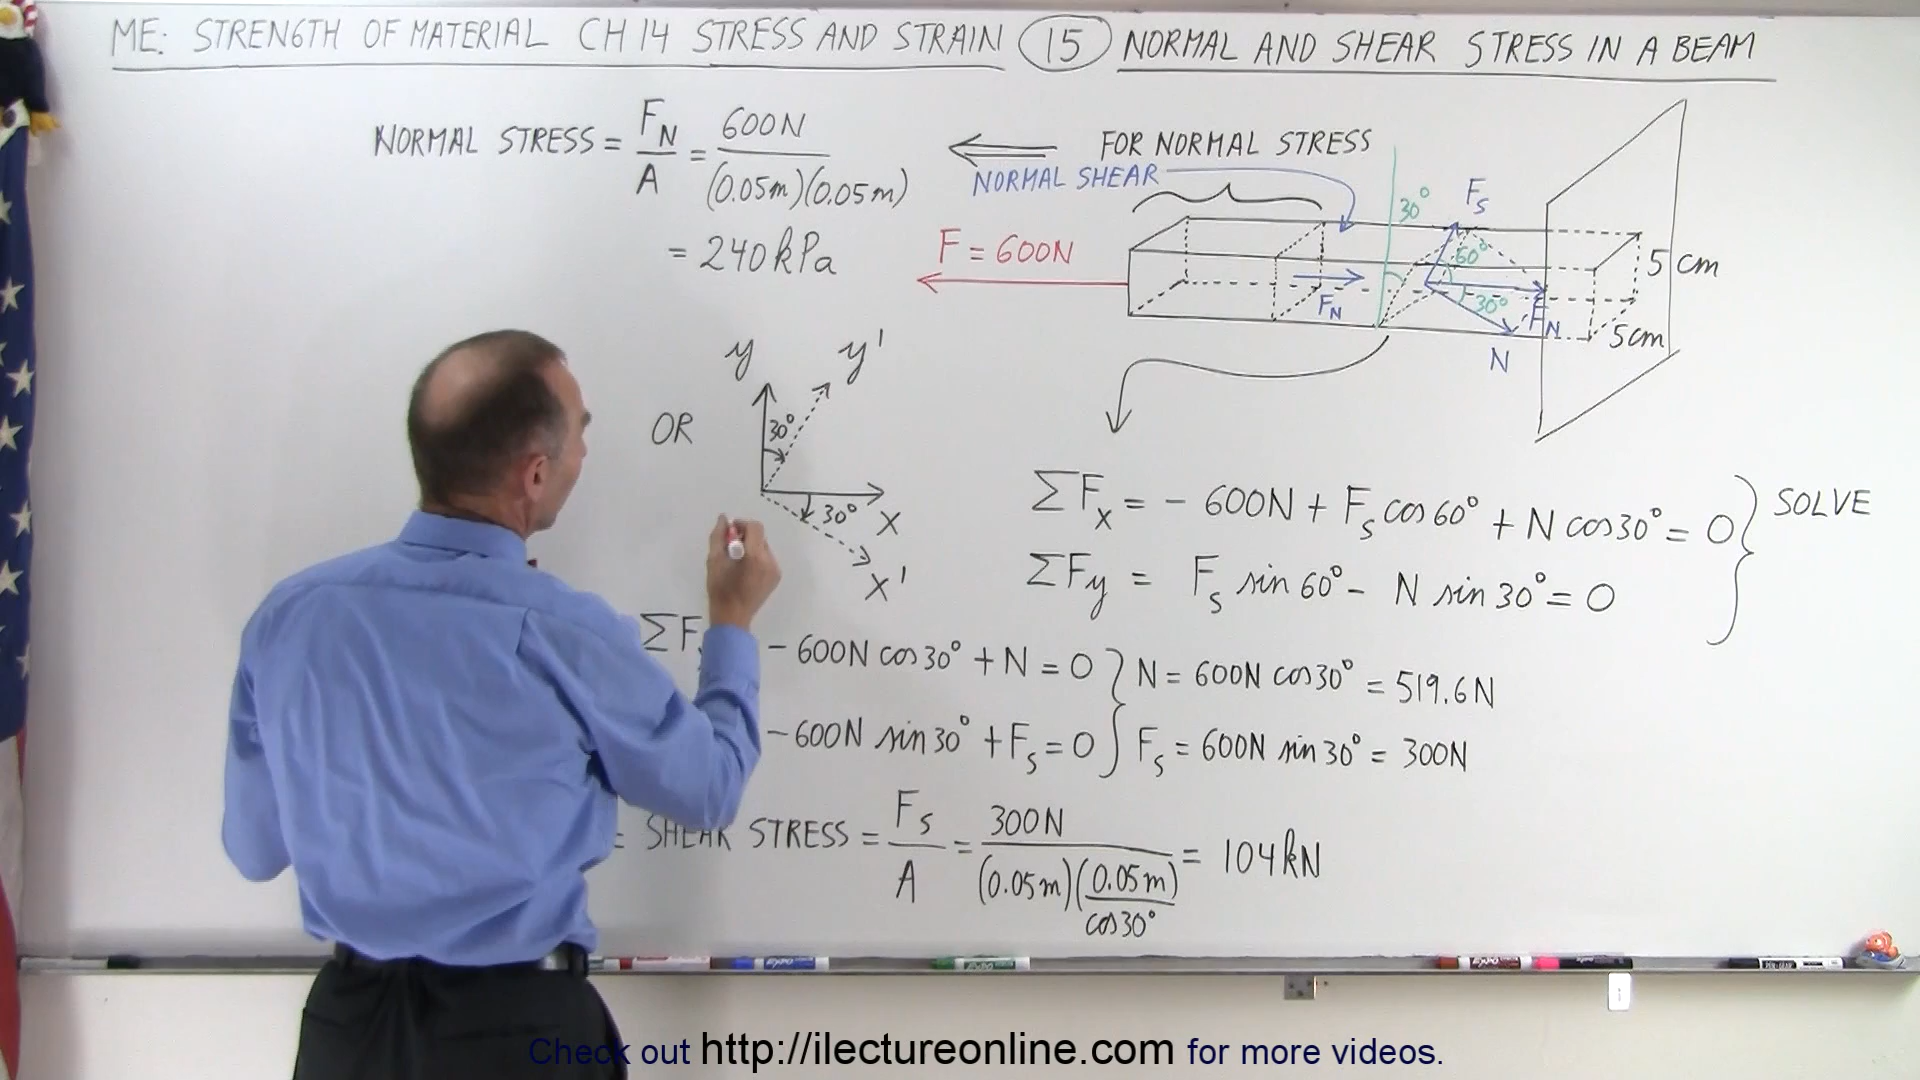 ME: STRENGTH OF MATERIAL CH 14 STRESS AND STRAIN 15 NORMAL AND SHEAR STRESS IN A BEAM
NORMAL STRESS = F_N / A = 600N / (0.05m)(0.05m)
= 240 kPa
FOR NORMAL STRESS
NORMAL SHEAR
F = 600N
30°
F_S
60°
30°
F_N
F_N
N
5 cm
5 cm
OR
y
y'
30°
30°
x
x'
ΣF_x = - 600N + F_s cos 60° + N cos 30° = 0
ΣF_y = F_s sin 60° - N sin 30° = 0
SOLVE
ΣF - 600N cos 30° + N = 0
N = 600N cos 30° = 519.6N
- 600N sin 30° + F_s = 0
F_s = 600N sin 30° = 300N
= SHEAR STRESS = F_s / A = 300N / (0.05m)(0.05m / cos 30°) = 104 kN
Check out http://ilectureonline.com for more videos.